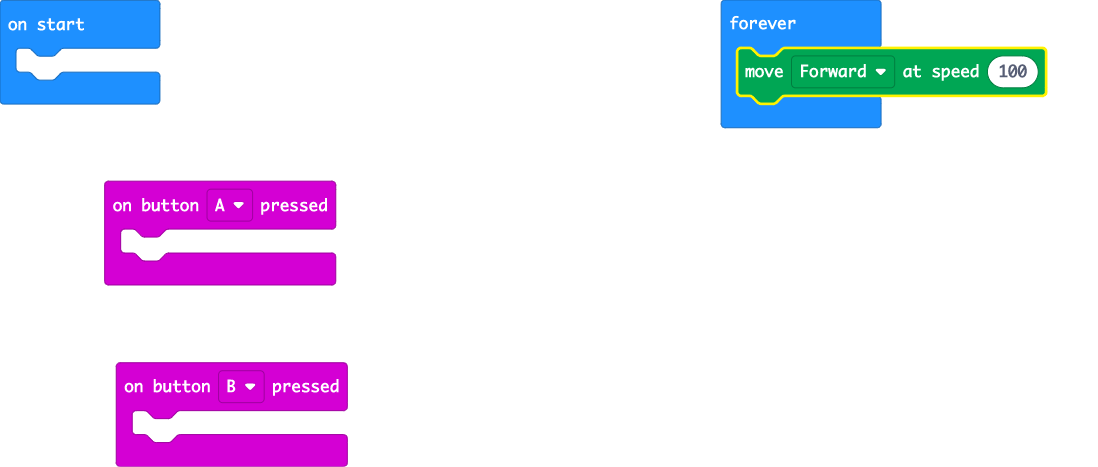 on start
forever
move Forward at speed 100
on button A pressed
on button B pressed